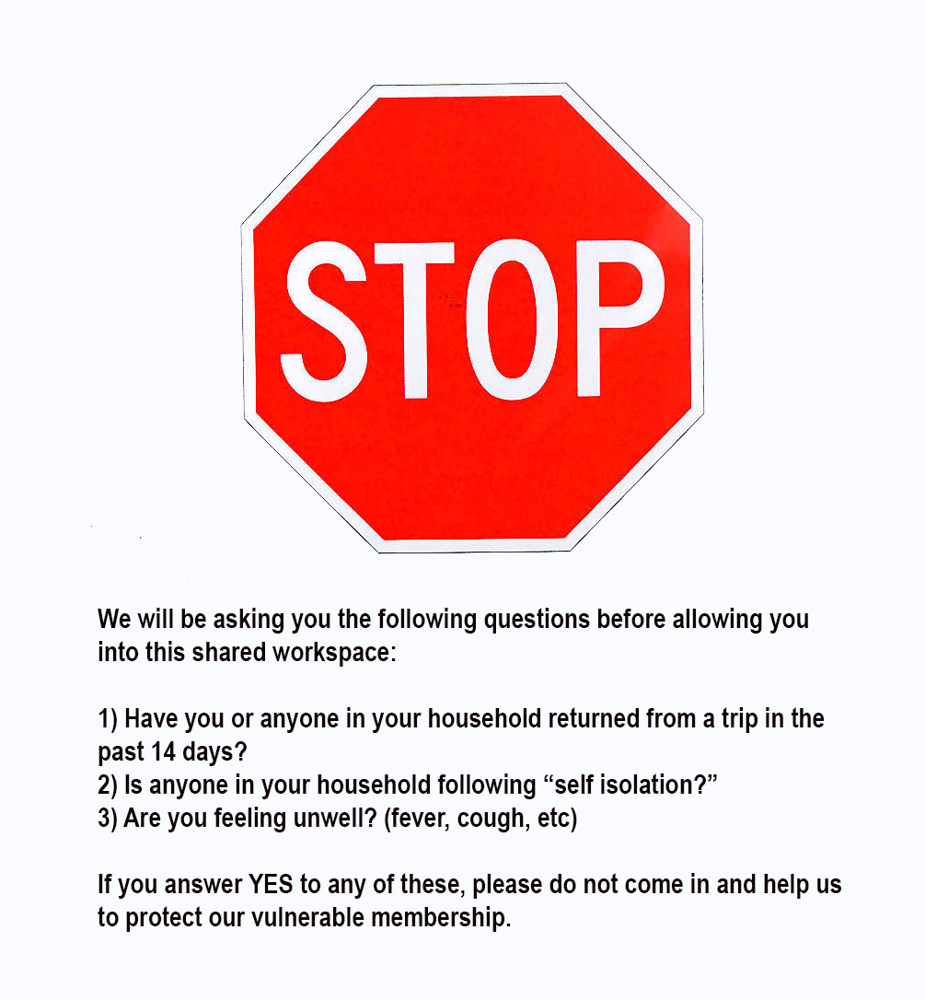 STOP
We will be asking you the following questions before allowing you
into this shared workspace:
1) Have you or anyone in your household returned from a trip in the
past 14 days?
2) Is anyone in your household following “self isolation?”
3) Are you feeling unwell? (fever, cough, etc)
If you answer YES to any of these, please do not come in and help us
to protect our vulnerable membership.